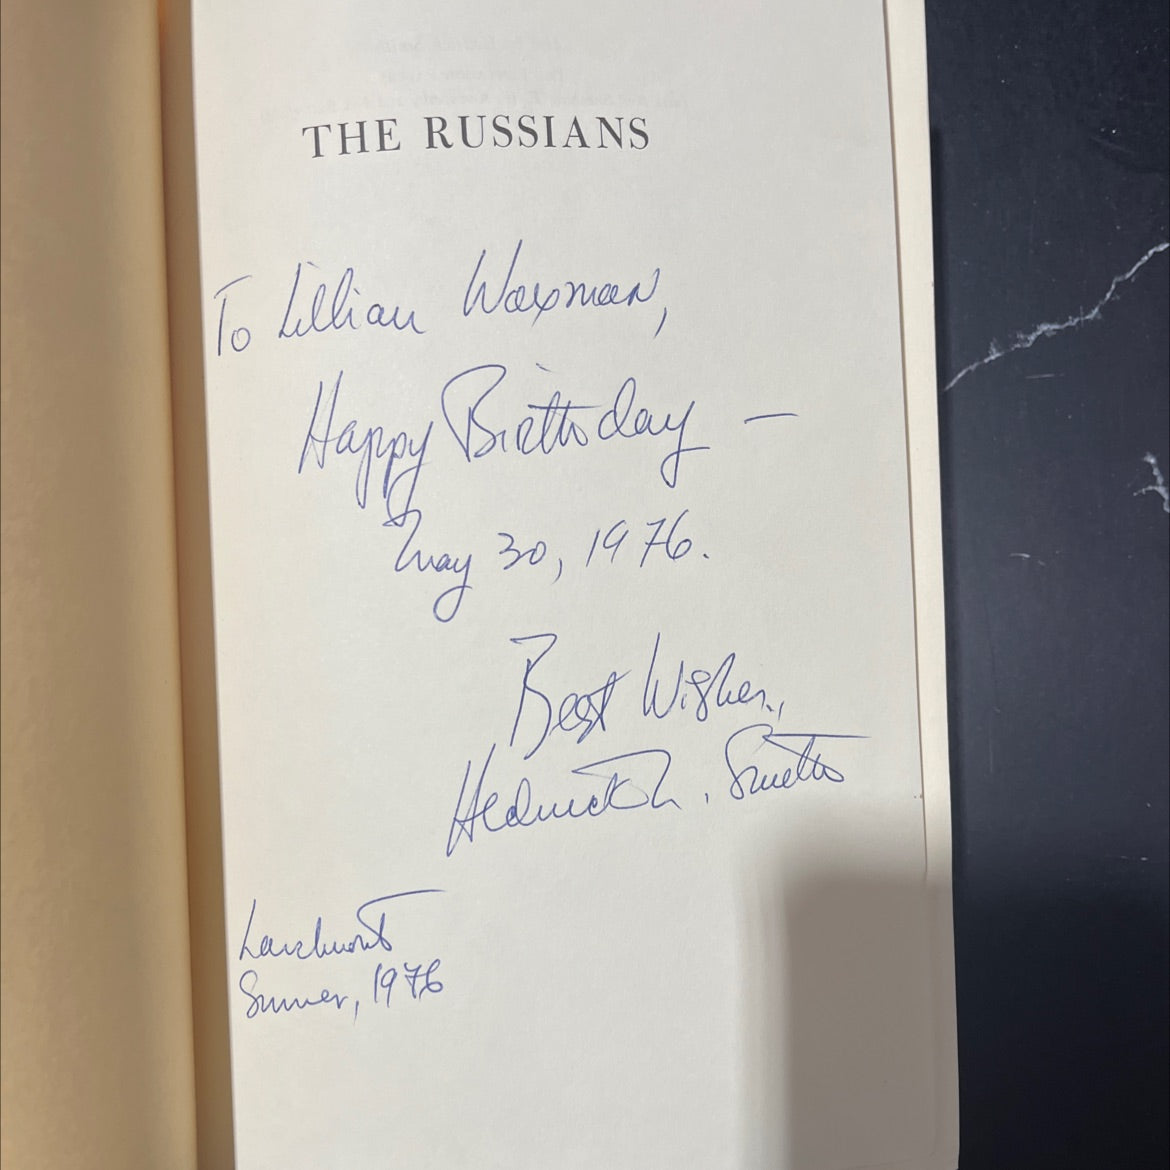 THE RUSSIANS
To Lillian Waxman,
Happy Birthday —
May 30, 1976.
Best Wishes,
Hedrick Smith
Larchmont
Summer, 1976